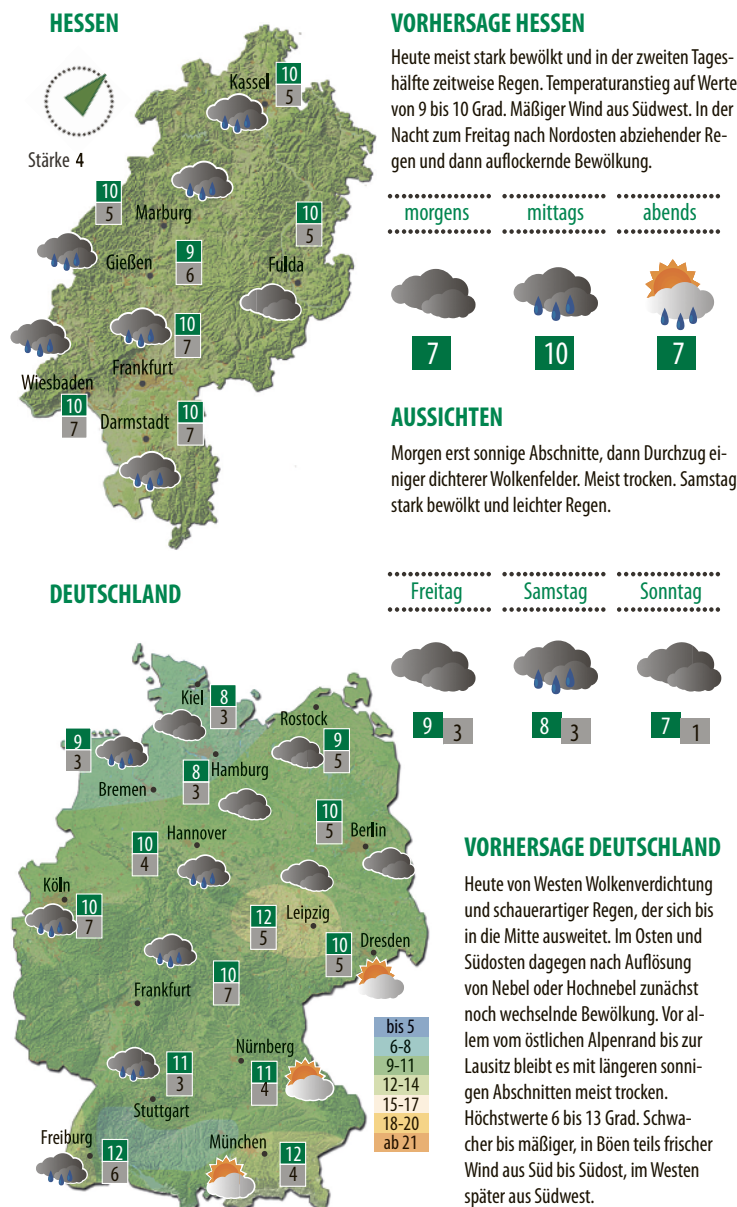 HESSEN
Stärke 4
Kassel
10
5
10
5
Marburg
10
5
Gießen
9
6
Fulda
10
7
Frankfurt
Wiesbaden
10
7
Darmstadt
10
7
VORHERSAGE HESSEN
Heute meist stark bewölkt und in der zweiten Tages-
hälfte zeitweise Regen. Temperaturanstieg auf Werte
von 9 bis 10 Grad. Mäßiger Wind aus Südwest. In der
Nacht zum Freitag nach Nordosten abziehender Re-
gen und dann auflockernde Bewölkung.
morgens mittags abends
7 10 7
AUSSICHTEN
Morgen erst sonnige Abschnitte, dann Durchzug ei-
niger dichterer Wolkenfelder. Meist trocken. Samstag
stark bewölkt und leichter Regen.
Freitag Samstag Sonntag
9 3 8 3 7 1
DEUTSCHLAND
Kiel
8
3
Rostock
9
5
9
3
Hamburg
8
3
Bremen
10
5
Berlin
Hannover
10
4
Köln
10
7
Leipzig
12
5
10
5
Dresden
10
7
Frankfurt
Nürnberg
11
4
11
3
Stuttgart
Freiburg
12
6
München
12
4
bis 5
6-8
9-11
12-14
15-17
18-20
ab 21
VORHERSAGE DEUTSCHLAND
Heute von Westen Wolkenverdichtung
und schauerartiger Regen, der sich bis
in die Mitte ausweitet. Im Osten und
Südosten dagegen nach Auflösung
von Nebel oder Hochnebel zunächst
noch wechselnde Bewölkung. Vor al-
lem vom östlichen Alpenrand bis zur
Lausitz bleibt es mit längeren sonni-
gen Abschnitten meist trocken.
Höchstwerte 6 bis 13 Grad. Schwa-
cher bis mäßiger, in Böen teils frischer
Wind aus Süd bis Südost, im Westen
später aus Südwest.